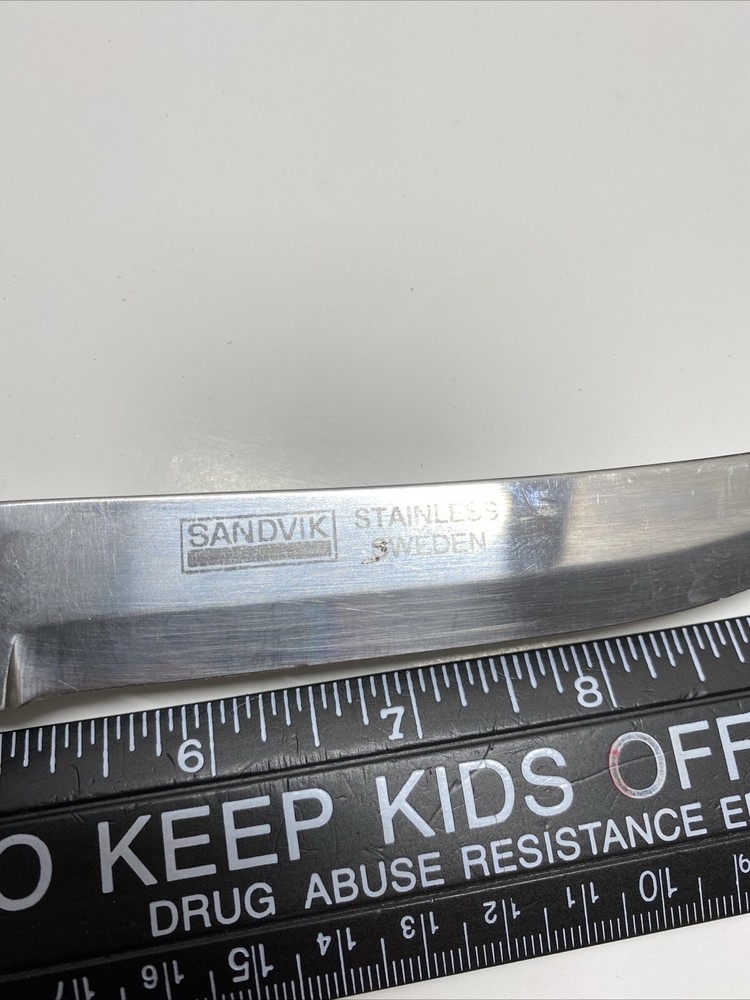 SANDVIK
STAINLESS
SWEDEN
6 7 8
O KEEP KIDS OFF
DRUG ABUSE RESISTANCE E
17 16 15 14 13 12 11 10 9